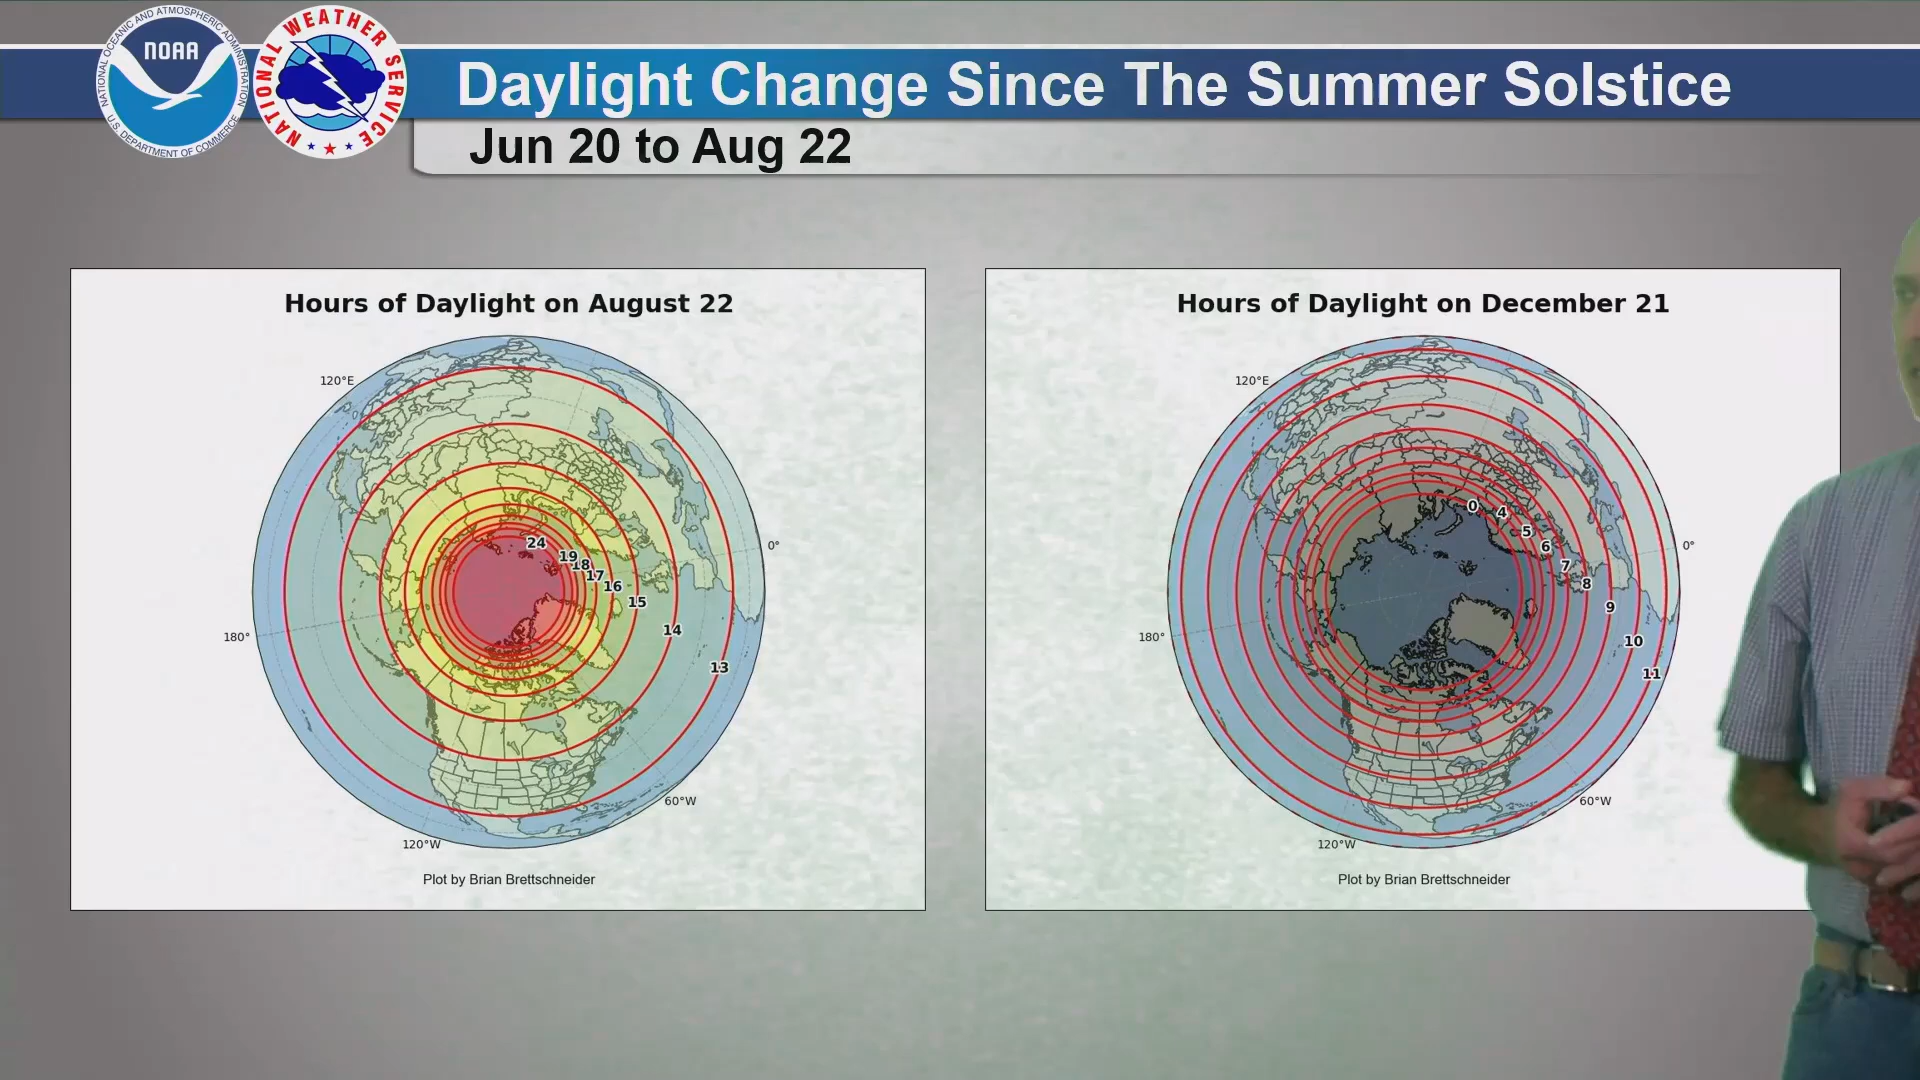 NATIONAL OCEANIC AND ATMOSPHERIC ADMINISTRATION
NOAA
U.S. DEPARTMENT OF COMMERCE
NATIONAL WEATHER SERVICE
Daylight Change Since The Summer Solstice
Jun 20 to Aug 22
Hours of Daylight on August 22
120°E
0°
180°
60°W
120°W
24
19
18
17
16
15
14
13
Plot by Brian Brettschneider
Hours of Daylight on December 21
120°E
0°
180°
60°W
120°W
0
4
5
6
7
8
9
10
11
Plot by Brian Brettschneider